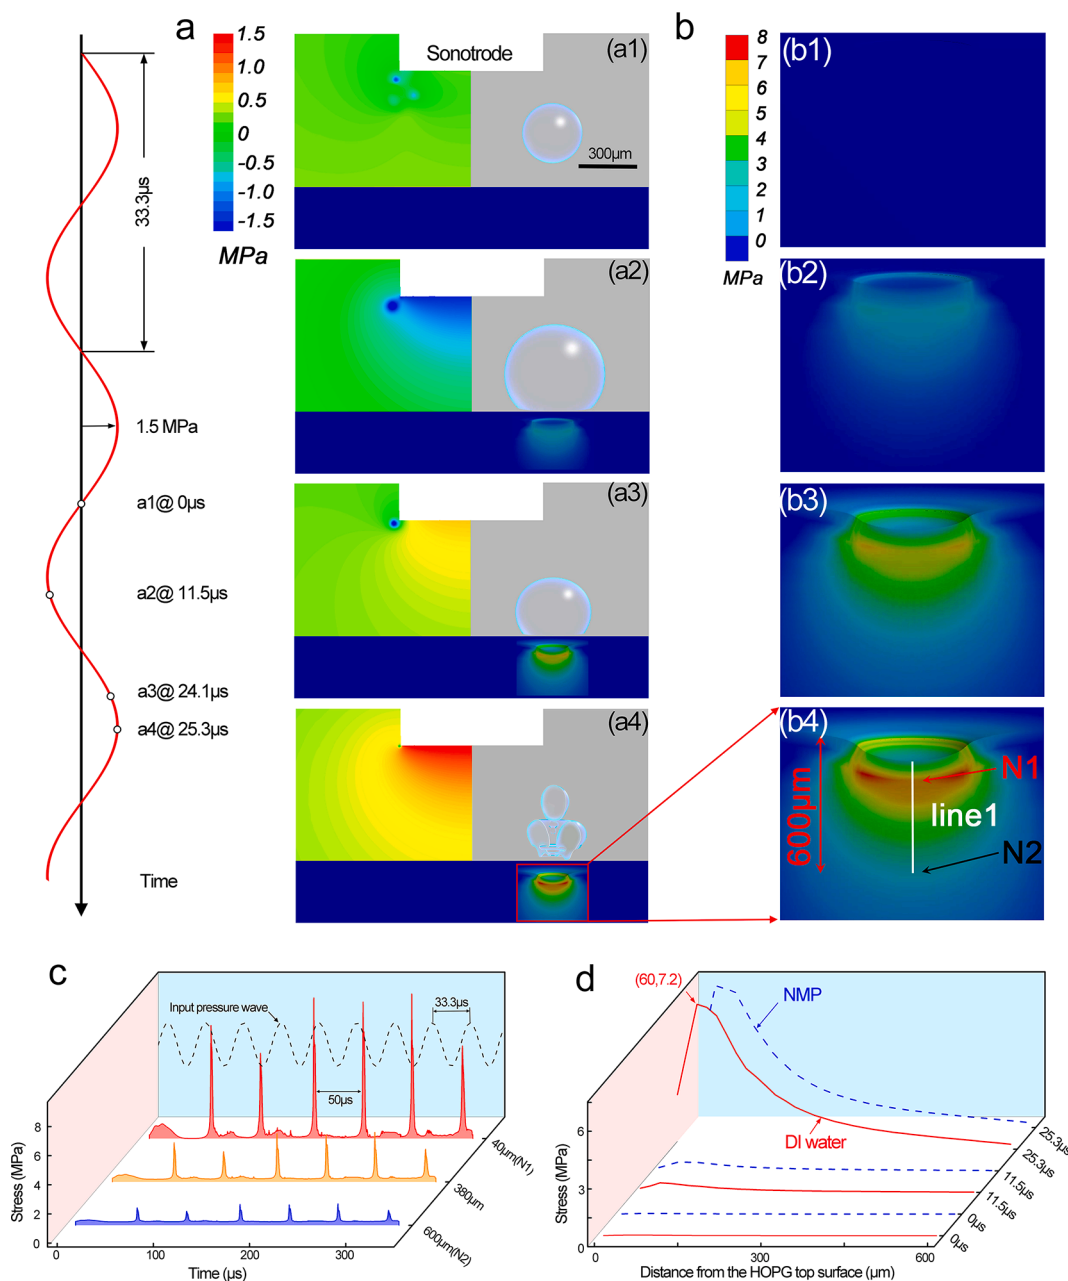 a
1.5
1.0
0.5
0
-0.5
-1.0
-1.5
MPa
Sonotrode
(a1)
300μm
(a2)
(a3)
(a4)
b
8
7
6
5
4
3
2
1
0
MPa
(b1)
(b2)
(b3)
(b4)
N1
line1
N2
600μm
33.3μs
1.5 MPa
a1@ 0μs
a2@ 11.5μs
a3@ 24.1μs
a4@ 25.3μs
Time
c
Input pressure wave
33.3μs
50μs
8
6
4
2
0
Stress (MPa)
0
100
200
300
Time (μs)
40μm(N1)
380μm
600μm(N2)
d
(60,7.2)
NMP
DI water
6
3
0
Stress (MPa)
0
300
600
Distance from the HOPG top surface (μm)
25.3μs
25.3μs
11.5μs
11.5μs
0μs
0μs